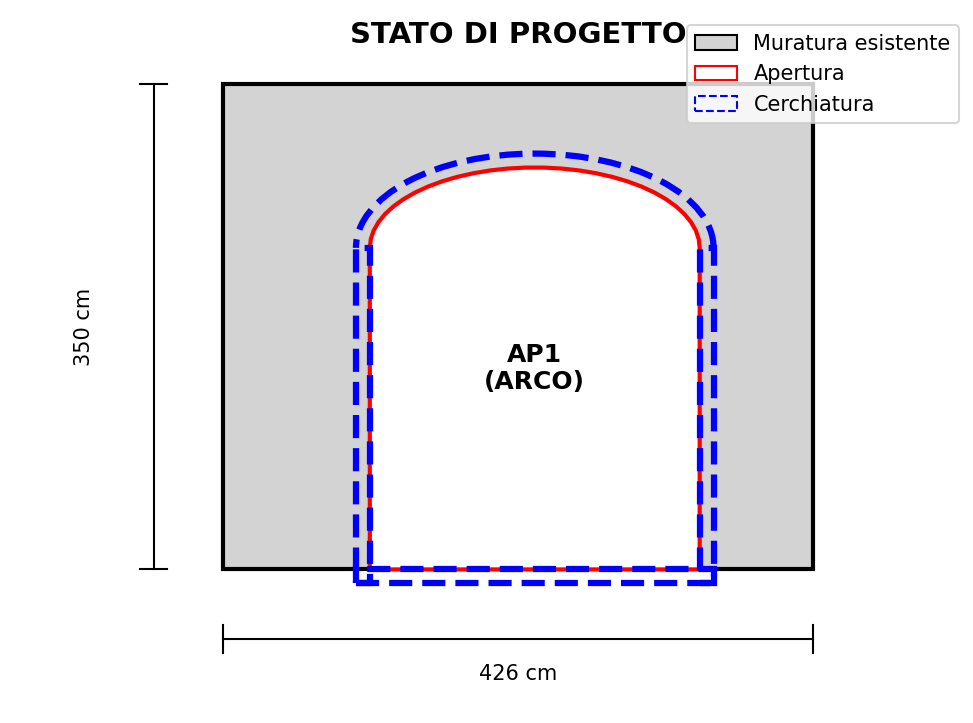 STATO DI PROGETTO
Muratura esistente
Apertura
Cerchiatura
350 cm
AP1
(ARCO)
426 cm